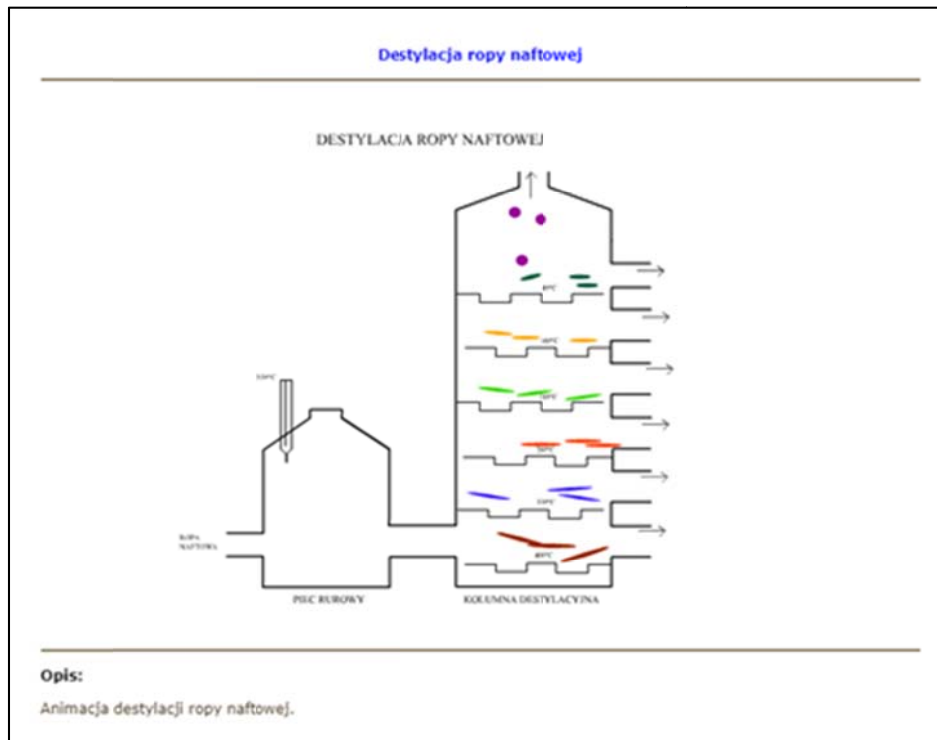 Destylacja ropy naftowej
DESTYLACJA ROPY NAFTOWEJ
ROPA
NAFTOWA
PIEC RUROWY
KOLUMNA DESTYLACYJNA
Opis:
Animacja destylacji ropy naftowej.